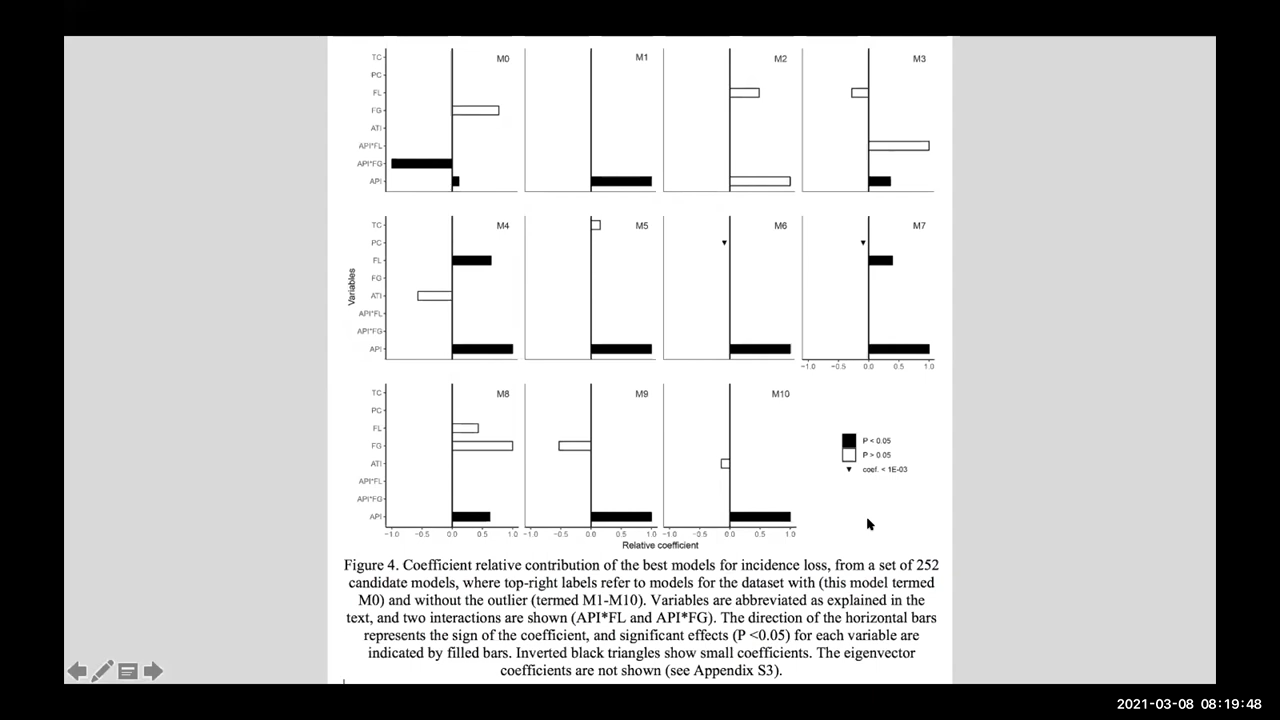 M0
M1
M2
M3
TC
PC
FL
FG
ATI
API*FL
API*FG
API
M4
M5
M6
M7
TC
PC
FL
FG
ATI
API*FL
API*FG
API
Variables
−1.0 −0.5 0.0 0.5 1.0
M8
M9
M10
TC
PC
FL
FG
ATI
API*FL
API*FG
API
P < 0.05
P > 0.05
coef. < 1E-03
−1.0 −0.5 0.0 0.5 1.0 −1.0 −0.5 0.0 0.5 1.0 −1.0 −0.5 0.0 0.5 1.0
Relative coefficient
Figure 4. Coefficient relative contribution of the best models for incidence loss, from a set of 252
candidate models, where top-right labels refer to models for the dataset with (this model termed
M0) and without the outlier (termed M1-M10). Variables are abbreviated as explained in the
text, and two interactions are shown (API*FL and API*FG). The direction of the horizontal bars
represents the sign of the coefficient, and significant effects (P <0.05) for each variable are
indicated by filled bars. Inverted black triangles show small coefficients. The eigenvector
coefficients are not shown (see Appendix S3).
2021-03-08 08:19:48